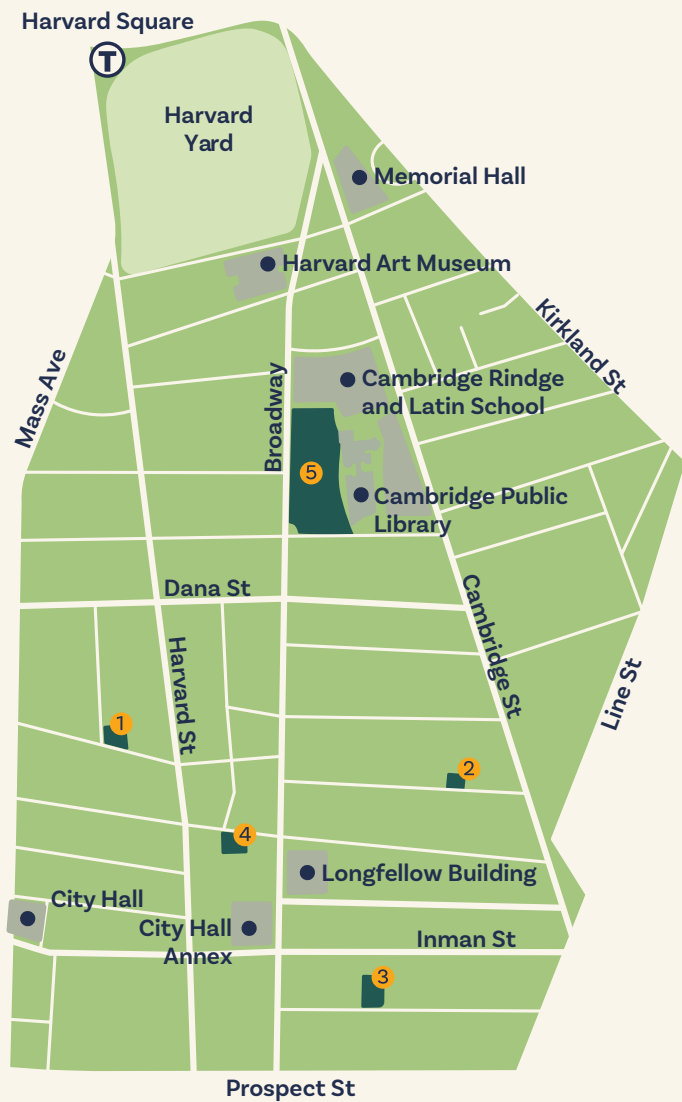 Harvard Square
T
Harvard
Yard
Memorial Hall
Harvard Art Museum
Kirkland St
Mass Ave
Broadway
Cambridge Rindge
and Latin School
5
Cambridge Public
Library
Dana St
Cambridge St
Harvard St
Line St
1
2
4
Longfellow Building
City Hall
City Hall
Annex
Inman St
3
Prospect St